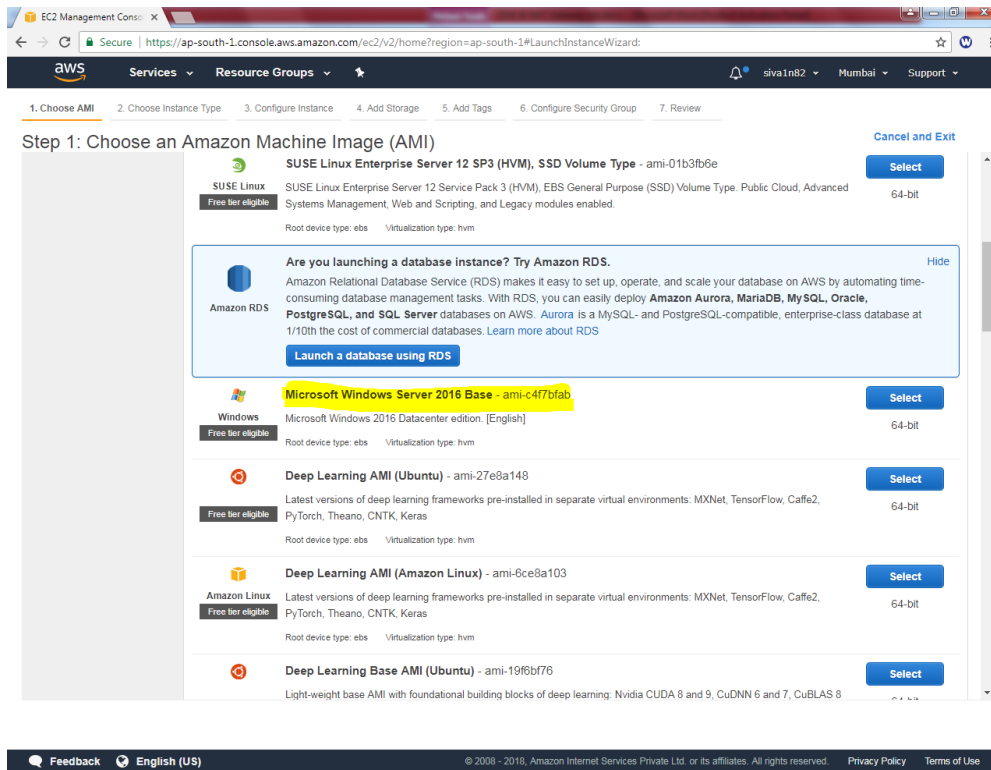 EC2 Management Consol
Secure | https://ap-south-1.console.aws.amazon.com/ec2/v2/home?region=ap-south-1#LaunchInstanceWizard:
aws Services Resource Groups siva1n82 Mumbai Support
1. Choose AMI 2. Choose Instance Type 3. Configure Instance 4. Add Storage 5. Add Tags 6. Configure Security Group 7. Review
Step 1: Choose an Amazon Machine Image (AMI)
Cancel and Exit
SUSE Linux
Free tier eligible
SUSE Linux Enterprise Server 12 SP3 (HVM), SSD Volume Type - ami-01b3fb6e
SUSE Linux Enterprise Server 12 Service Pack 3 (HVM), EBS General Purpose (SSD) Volume Type. Public Cloud, Advanced
Systems Management, Web and Scripting, and Legacy modules enabled.
Root device type: ebs Virtualization type: hvm
Select
64-bit
Amazon RDS
Are you launching a database instance? Try Amazon RDS.
Hide
Amazon Relational Database Service (RDS) makes it easy to set up, operate, and scale your database on AWS by automating time-
consuming database management tasks. With RDS, you can easily deploy Amazon Aurora, MariaDB, MySQL, Oracle,
PostgreSQL, and SQL Server databases on AWS. Aurora is a MySQL- and PostgreSQL-compatible, enterprise-class database at
1/10th the cost of commercial databases. Learn more about RDS
Launch a database using RDS
Windows
Free tier eligible
Microsoft Windows Server 2016 Base - ami-c4f7bfab
Microsoft Windows 2016 Datacenter edition. [English]
Root device type: ebs Virtualization type: hvm
Select
64-bit
Free tier eligible
Deep Learning AMI (Ubuntu) - ami-27e8a148
Latest versions of deep learning frameworks pre-installed in separate virtual environments: MXNet, TensorFlow, Caffe2,
PyTorch, Theano, CNTK, Keras
Root device type: ebs Virtualization type: hvm
Select
64-bit
Amazon Linux
Free tier eligible
Deep Learning AMI (Amazon Linux) - ami-6ce8a103
Latest versions of deep learning frameworks pre-installed in separate virtual environments: MXNet, TensorFlow, Caffe2,
PyTorch, Theano, CNTK, Keras
Root device type: ebs Virtualization type: hvm
Select
64-bit
Deep Learning Base AMI (Ubuntu) - ami-19f6bf76
Light-weight base AMI with foundational building blocks of deep learning: Nvidia CUDA 8 and 9, CuDNN 6 and 7, CuBLAS 8
Select
Feedback English (US) © 2008 - 2018, Amazon Internet Services Private Ltd. or its affiliates. All rights reserved. Privacy Policy Terms of Use